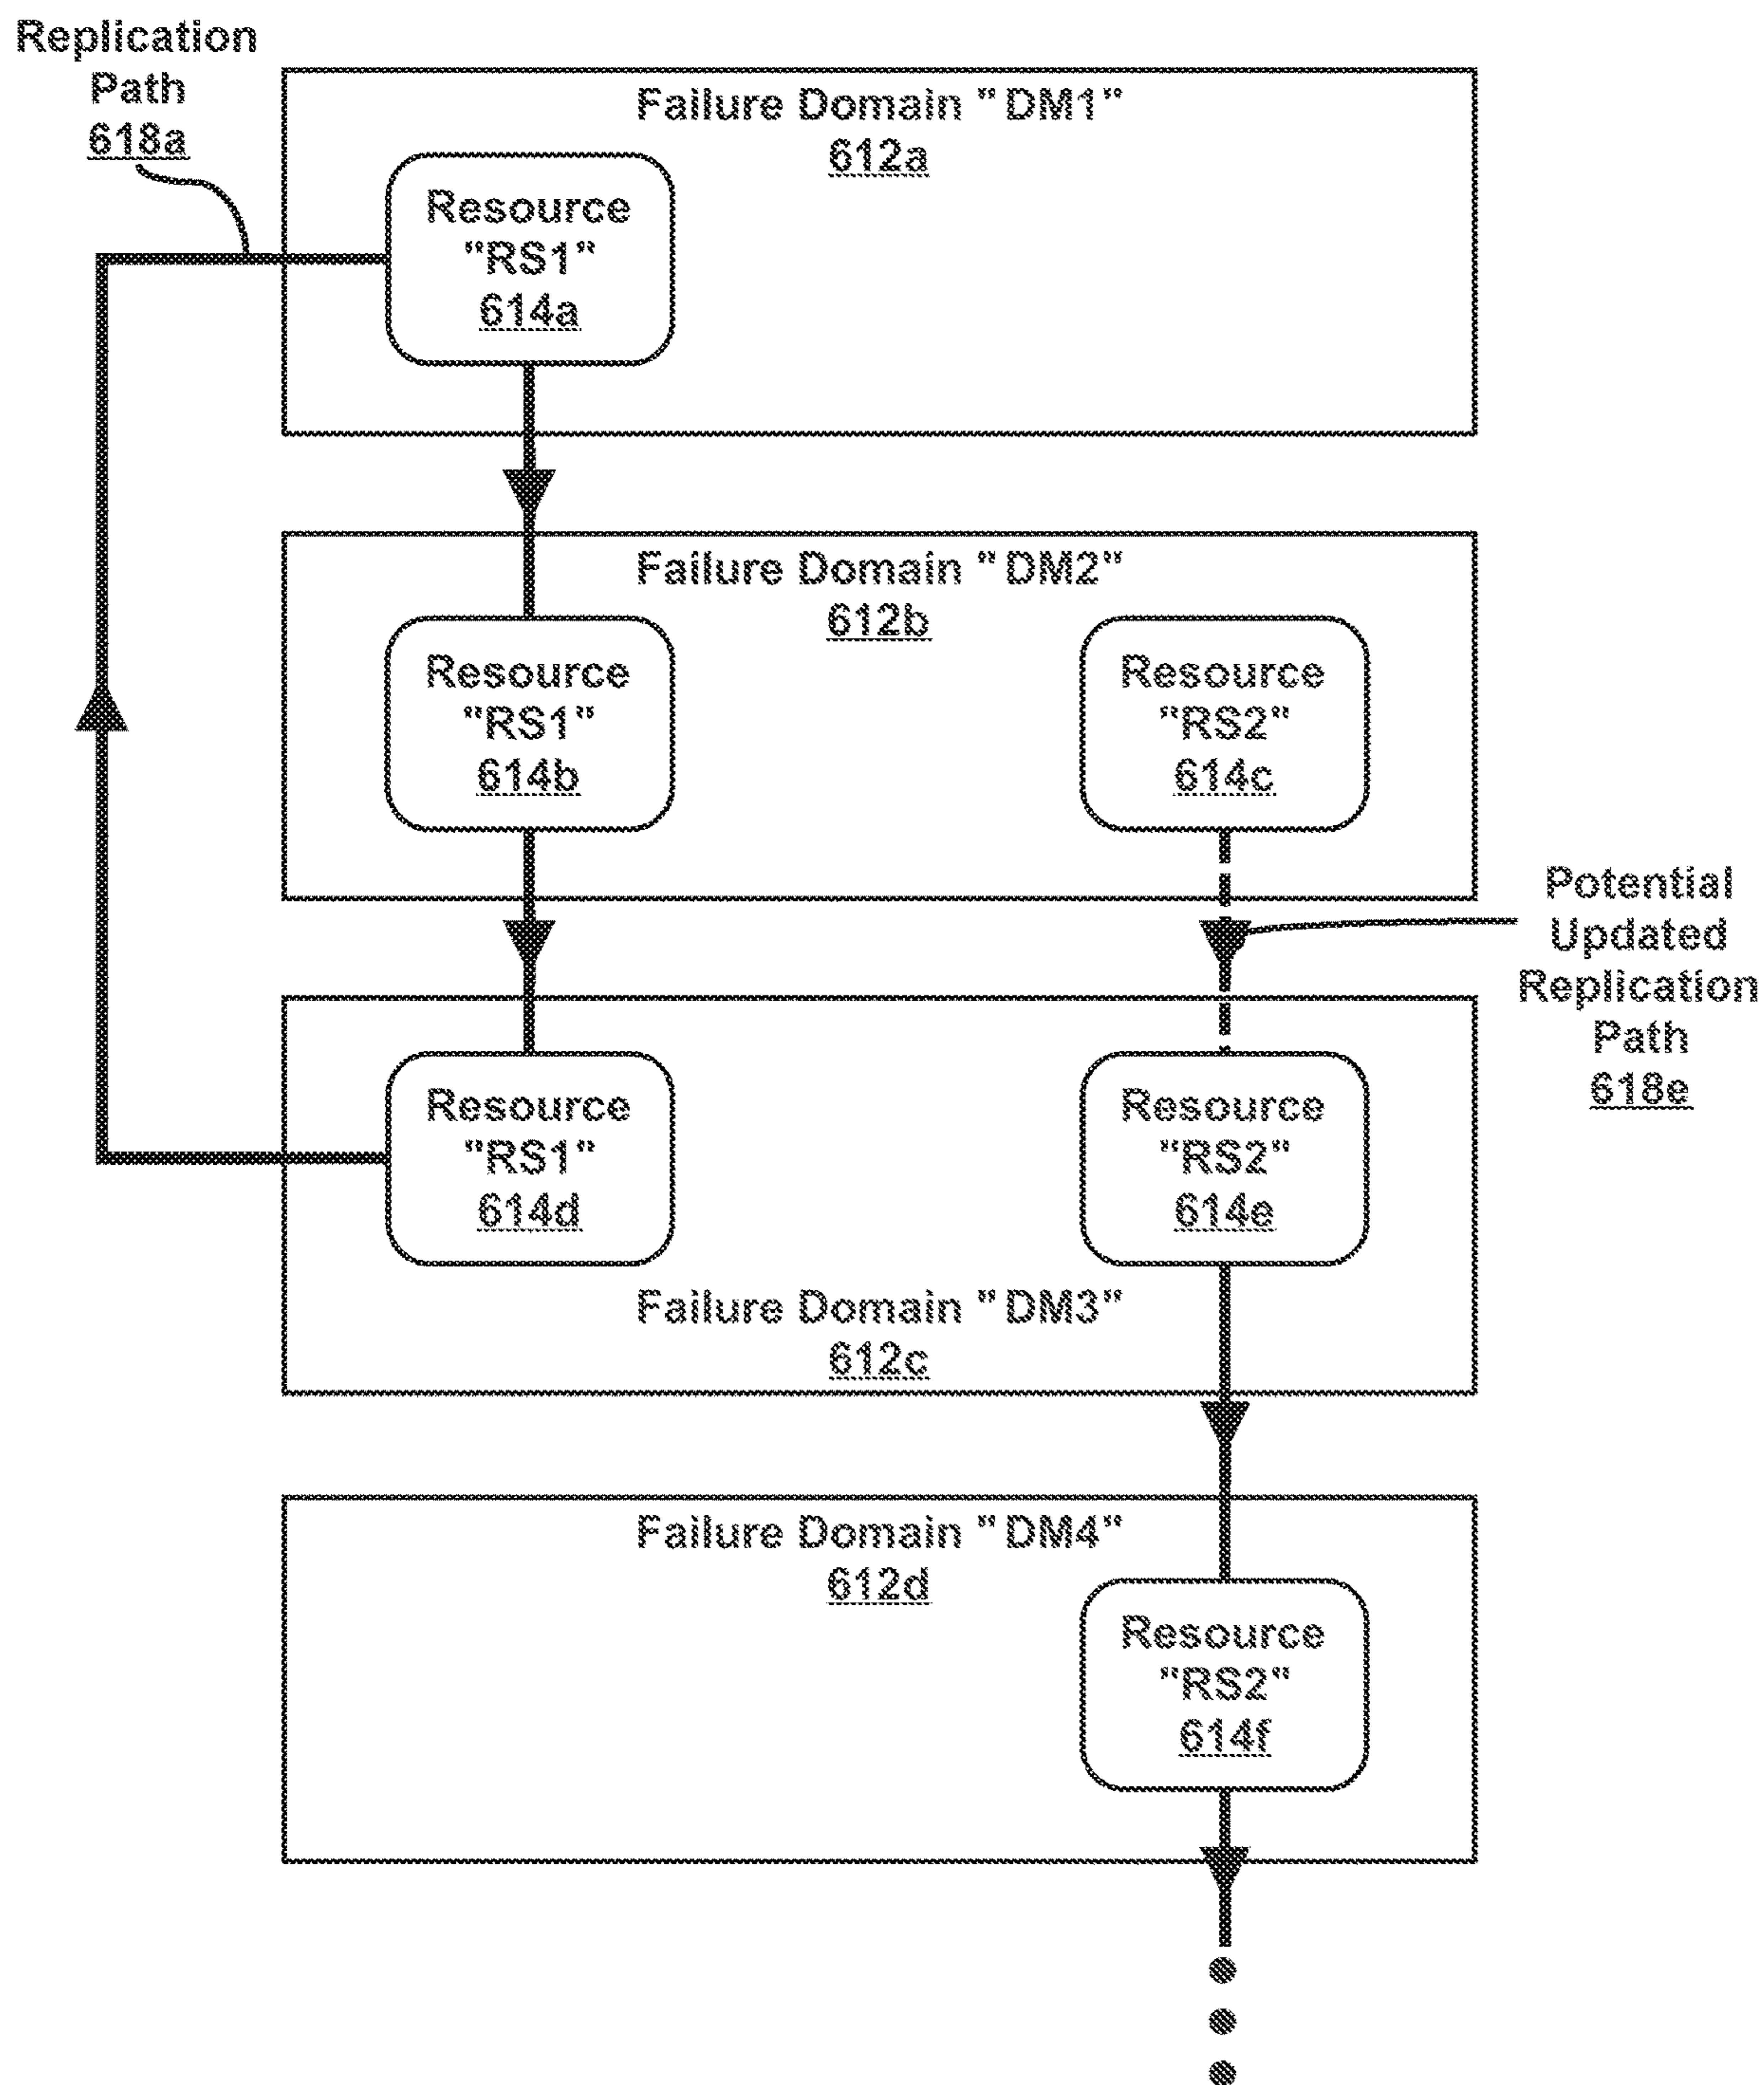 Replication
Path
618a
Failure Domain "DM1"
612a
Resource
"RS1"
614a
Failure Domain "DM2"
612b
Resource
"RS1"
614b
Resource
"RS2"
614c
Potential
Updated
Replication
Path
618e
Resource
"RS1"
614d
Resource
"RS2"
614e
Failure Domain "DM3"
612c
Failure Domain "DM4"
612d
Resource
"RS2"
614f